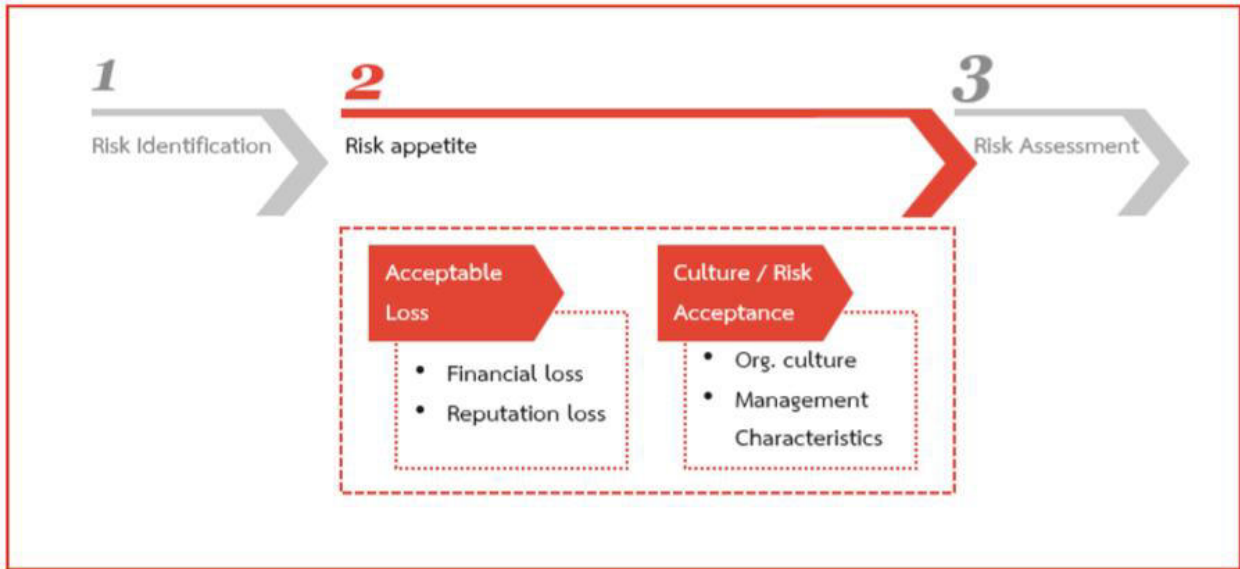 1
Risk Identification
2
Risk appetite
3
Risk Assessment
Acceptable
Loss
• Financial loss
• Reputation loss
Culture / Risk
Acceptance
• Org. culture
• Management
Characteristics